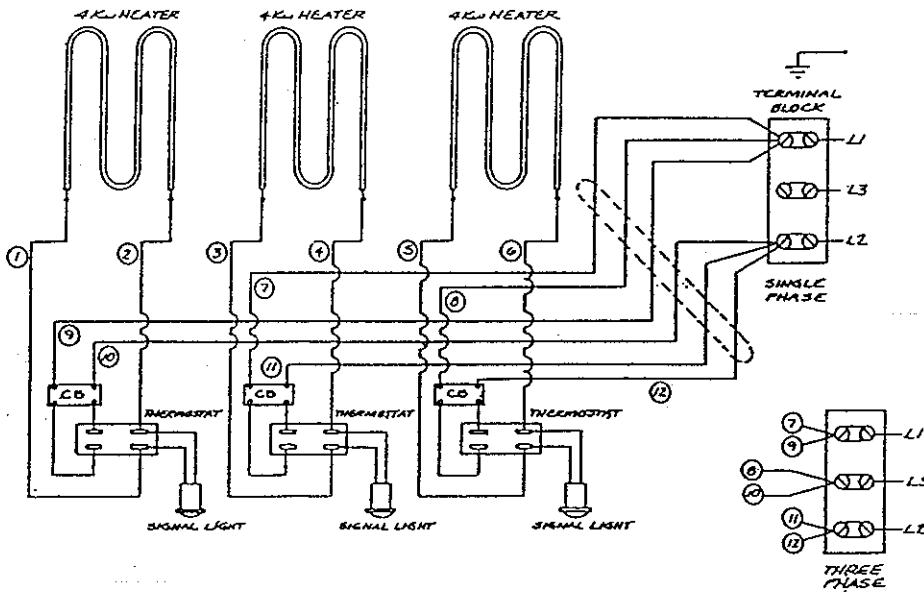 4KW HEATER
4KW HEATER
4KW HEATER
TERMINAL
BLOCK
L1
L3
L2
SINGLE
PHASE
1
2
3
4
5
6
7
8
9
10
11
12
CB
CB
CB
THERMOSTAT
THERMOSTAT
THERMOSTAT
SIGNAL LIGHT
SIGNAL LIGHT
SIGNAL LIGHT
7
9
L1
8
10
L3
11
12
L2
THREE
PHASE